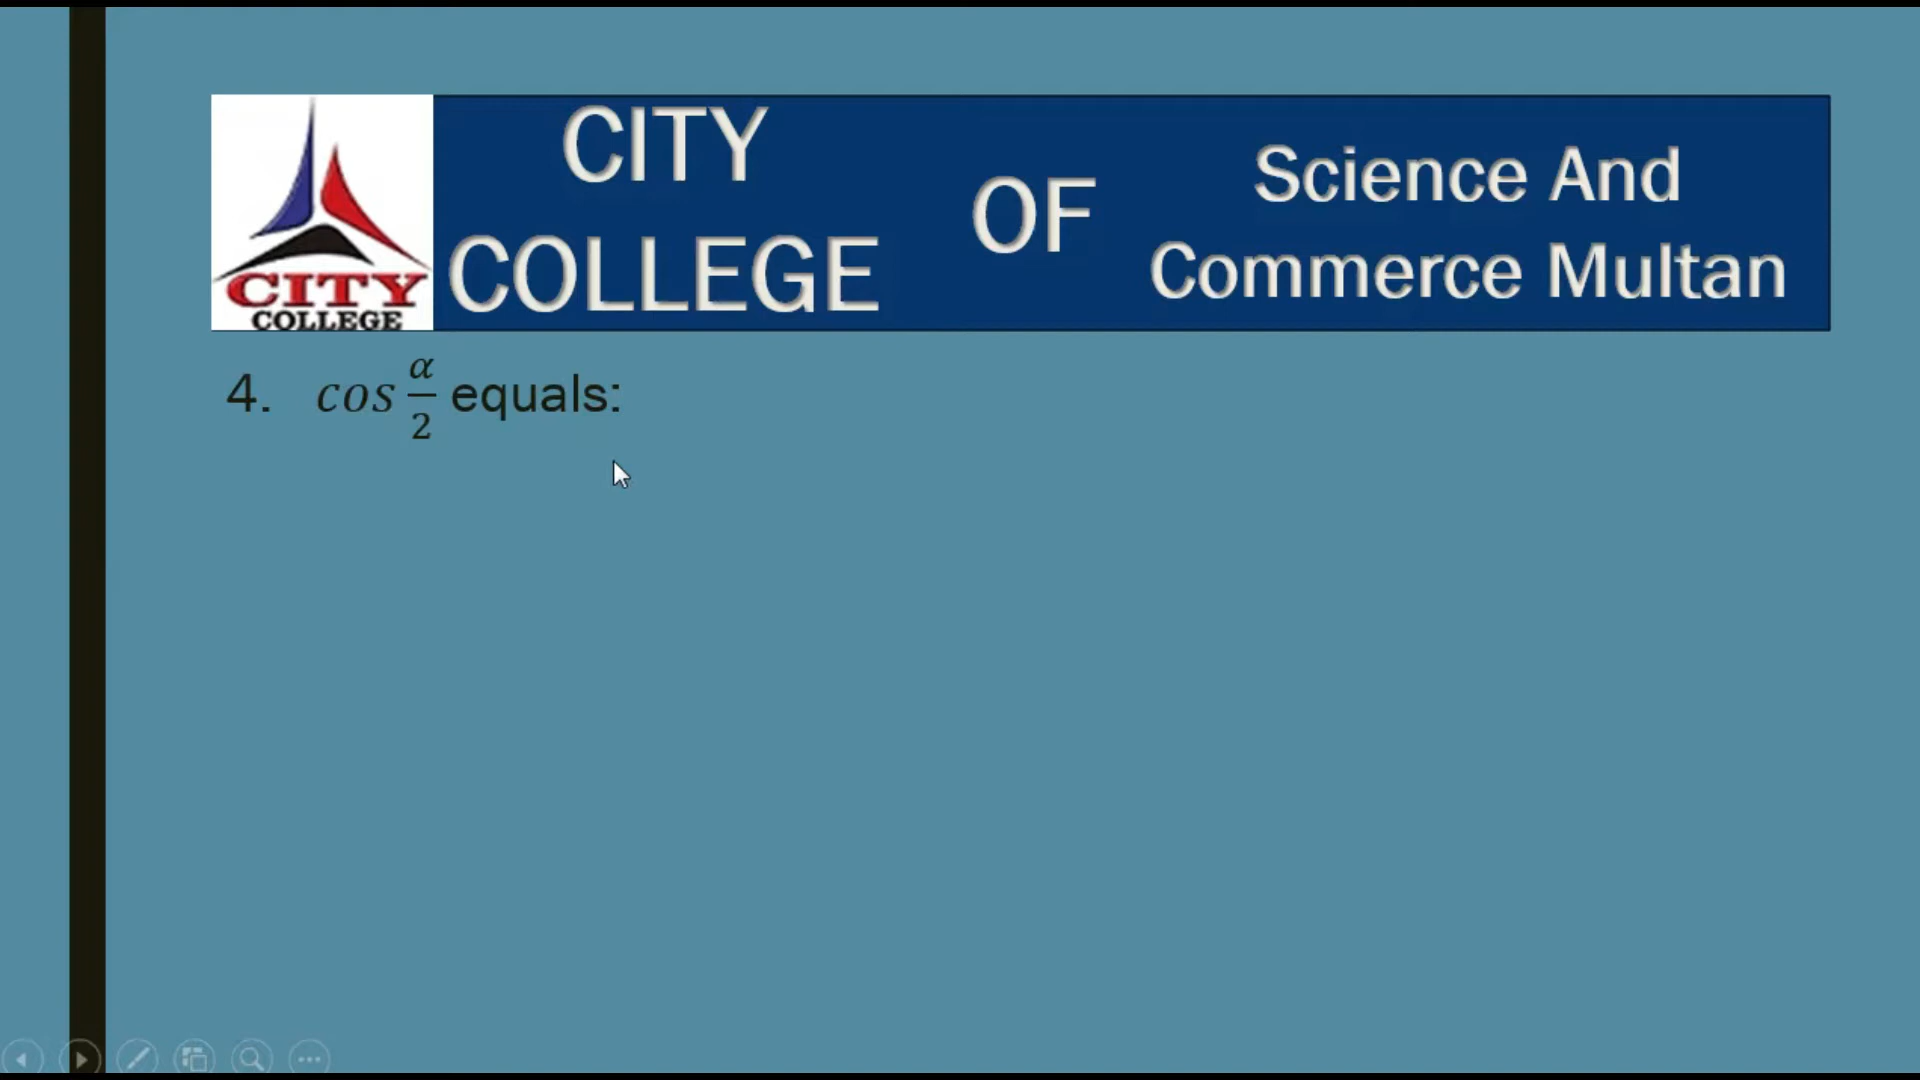 CITY
COLLEGE
CITY
COLLEGE
OF
Science And
Commerce Multan
4. cos α/2 equals: